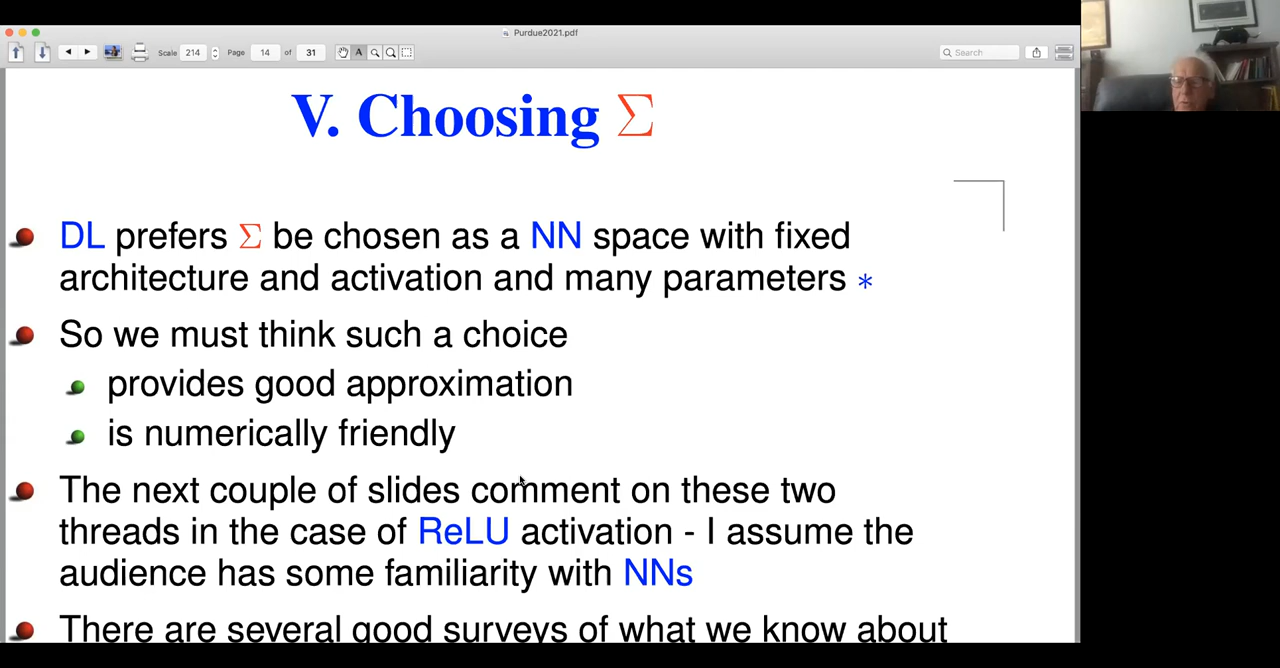 Purdue2021.pdf
Scale 214 Page 14 of 31 Search
V. Choosing Σ
DL prefers Σ be chosen as a NN space with fixed
architecture and activation and many parameters *
So we must think such a choice
provides good approximation
is numerically friendly
The next couple of slides comment on these two
threads in the case of ReLU activation - I assume the
audience has some familiarity with NNs
There are several good surveys of what we know about